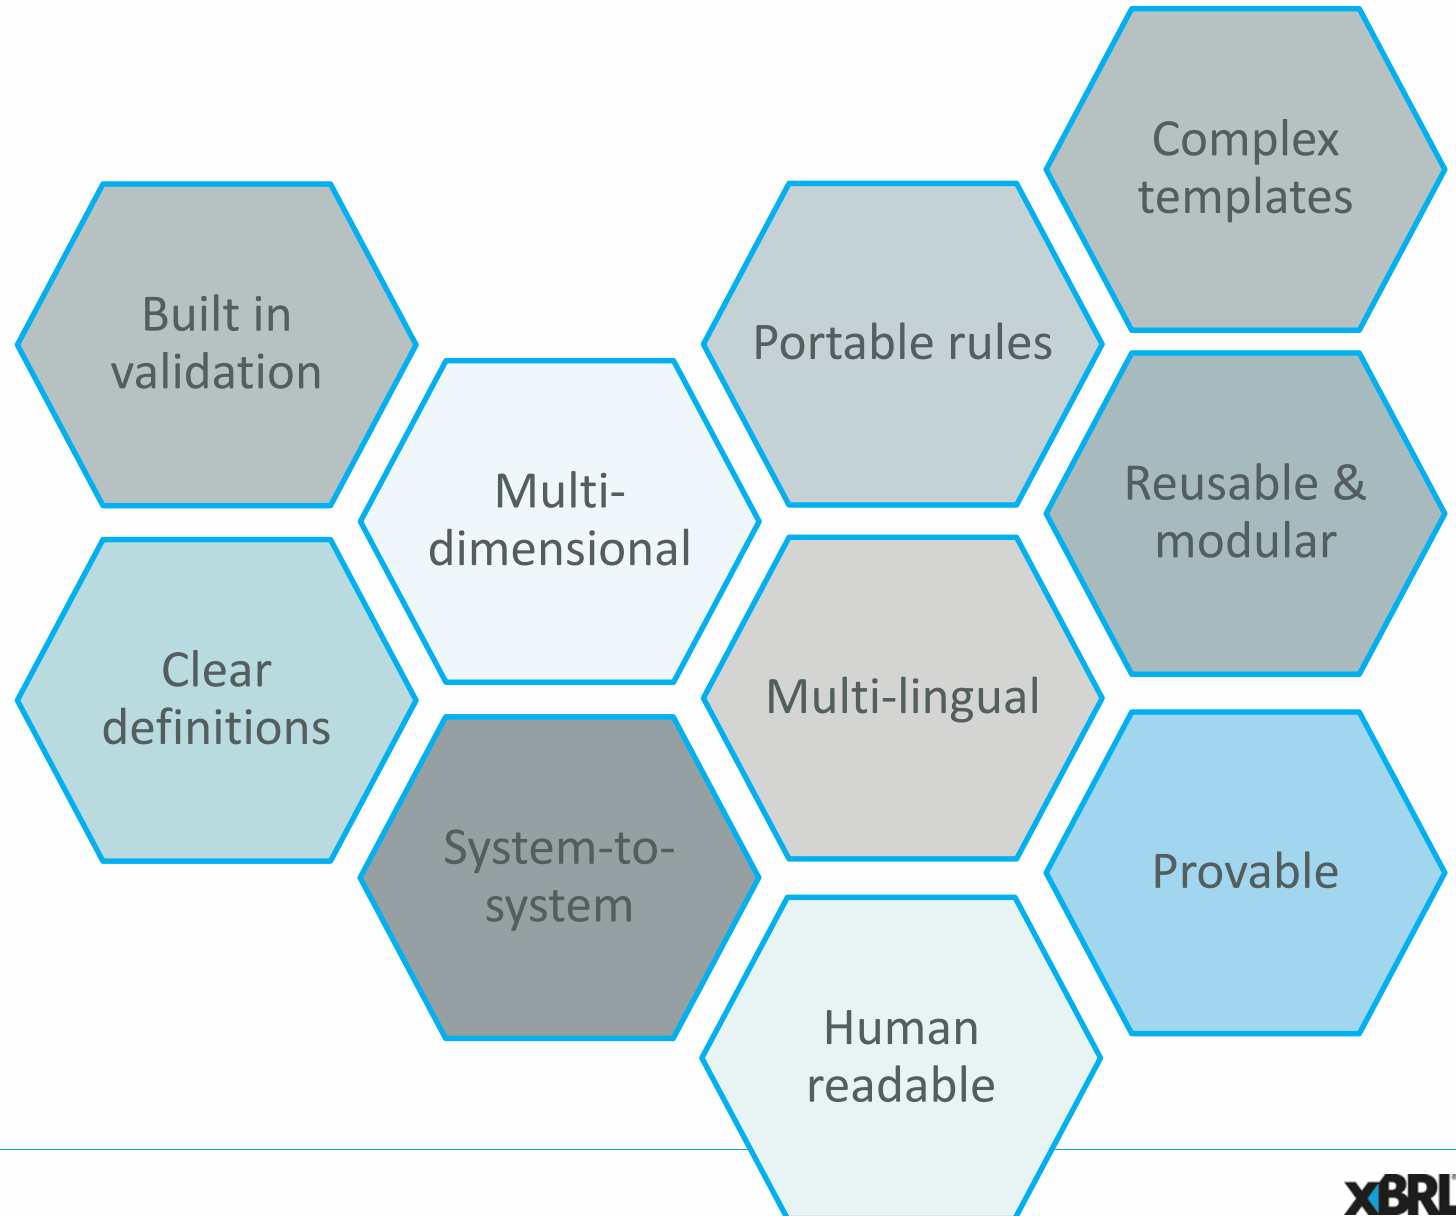 Complex
templates
Built in
validation
Portable rules
Multi-
dimensional
Reusable &
modular
Clear
definitions
Multi-lingual
System-to-
system
Provable
Human
readable
XBRL